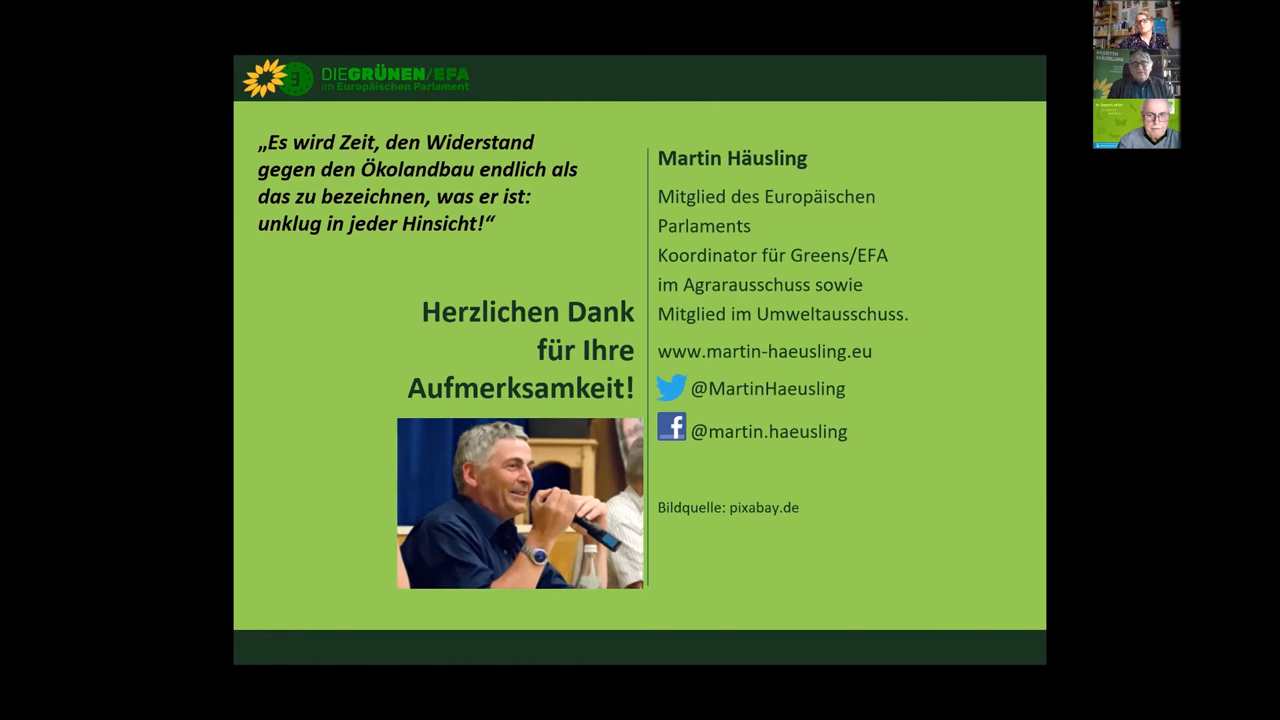 DIEGRÜNEN/EFA
im Europäischen Parlament
„Es wird Zeit, den Widerstand
gegen den Ökolandbau endlich als
das zu bezeichnen, was er ist:
unklug in jeder Hinsicht!“
Herzlichen Dank
für Ihre
Aufmerksamkeit!
Martin Häusling
Mitglied des Europäischen
Parlaments
Koordinator für Greens/EFA
im Agrarausschuss sowie
Mitglied im Umweltausschuss.
www.martin-haeusling.eu
@MartinHaeusling
@martin.haeusling
Bildquelle: pixabay.de
MARTIN
HÄUSLING